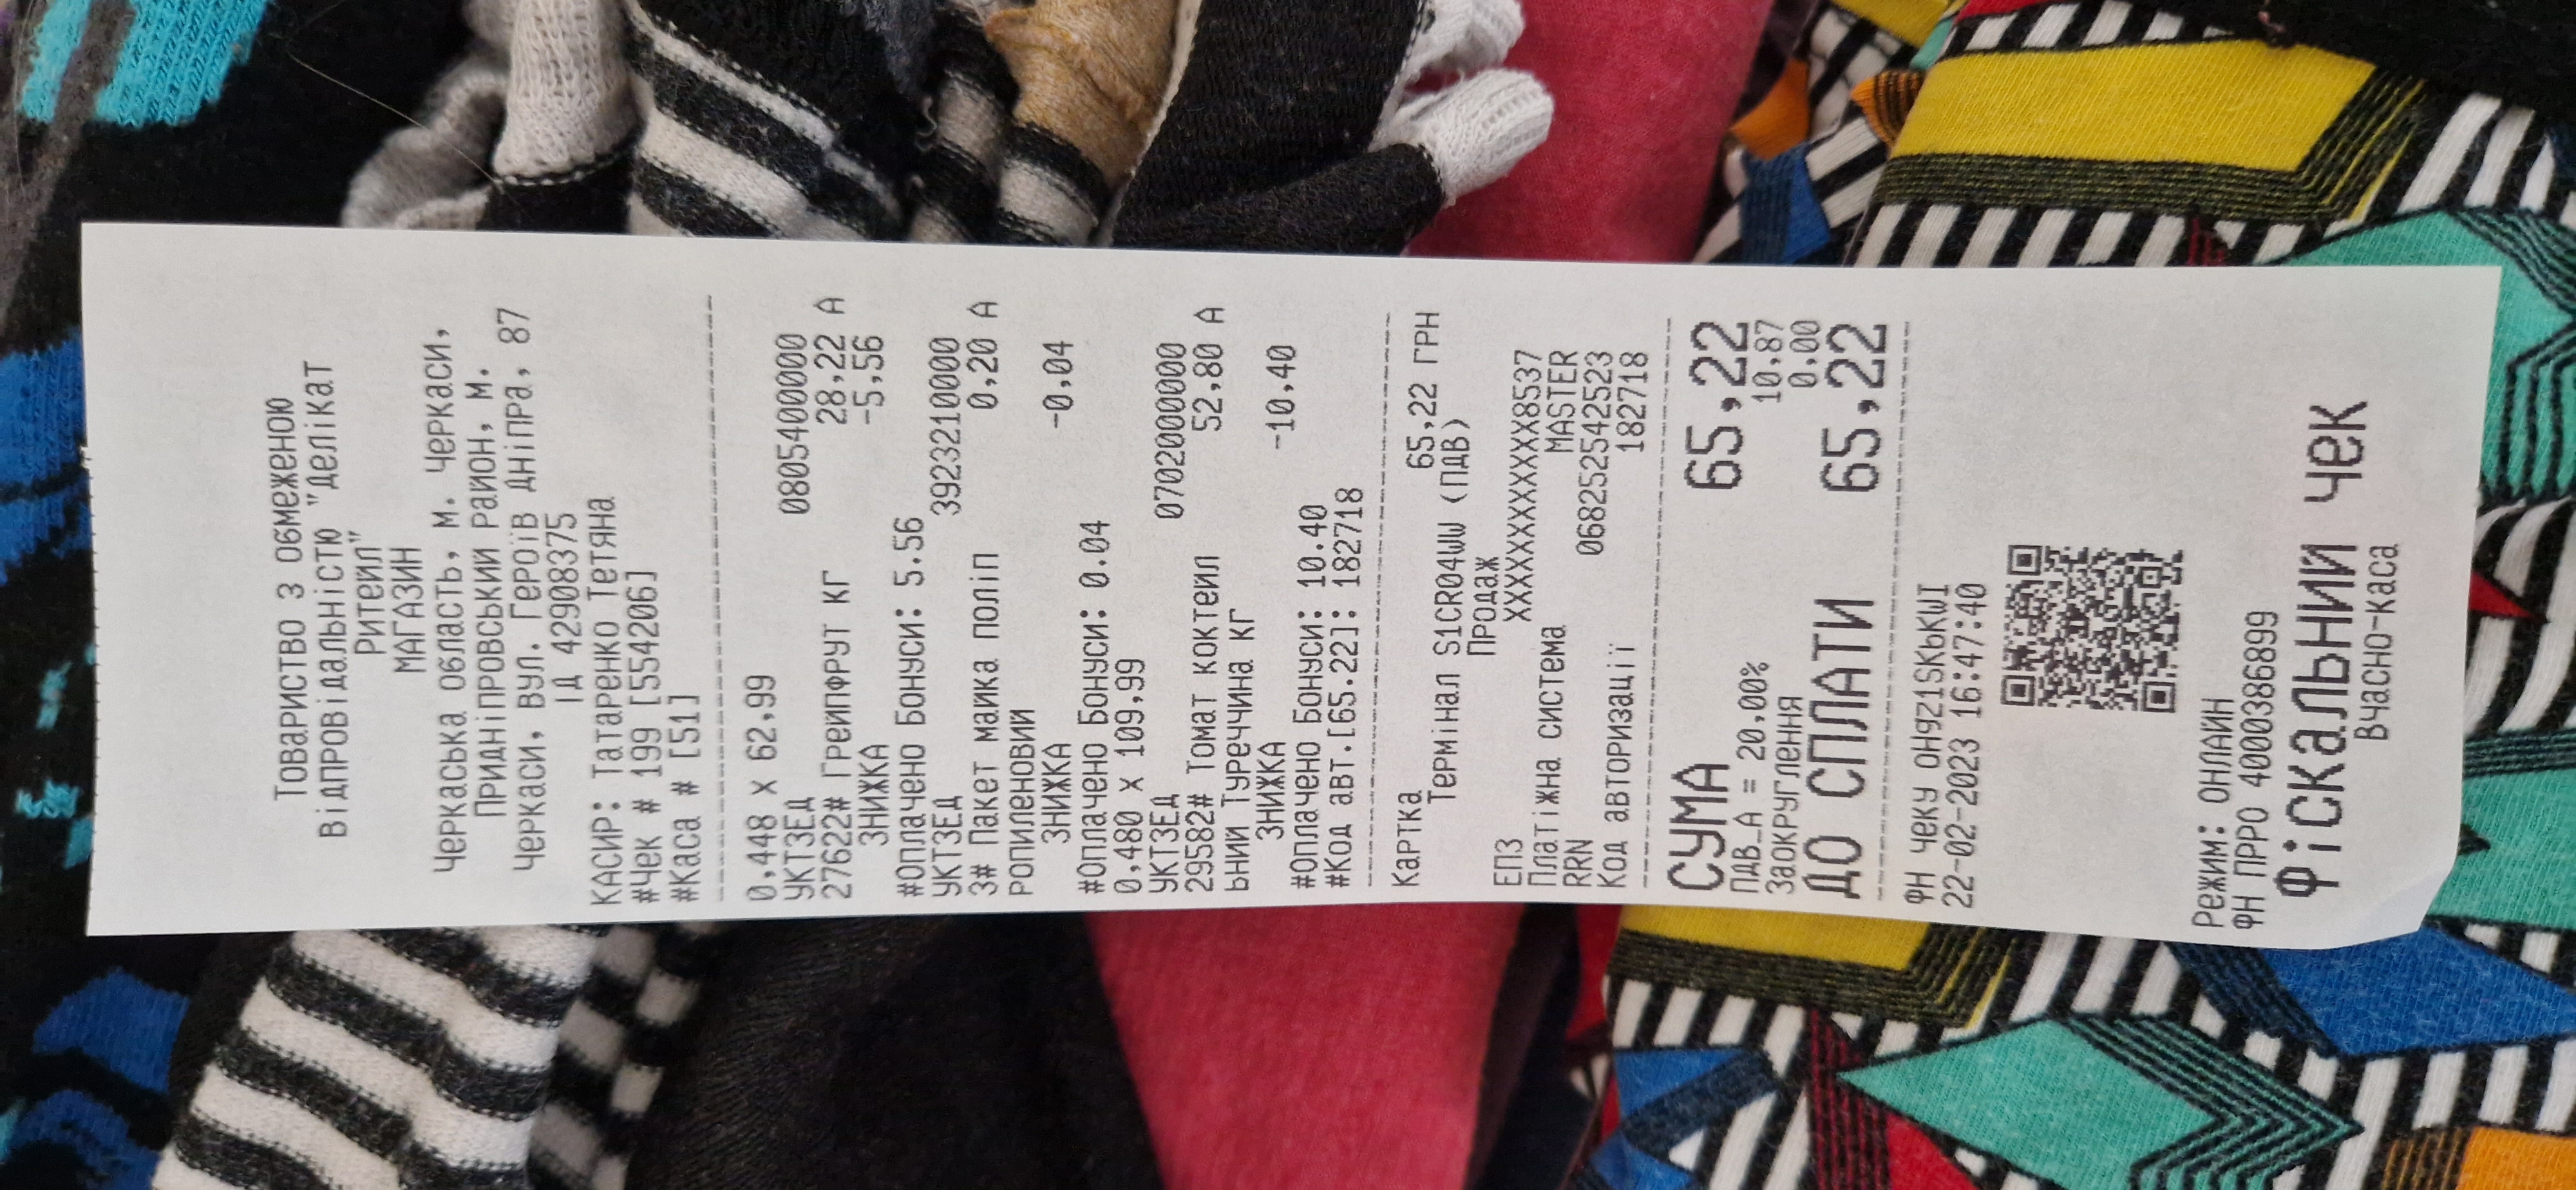 Товариство з обмеженою
відпровідальністю "Делікат
Ритейл"
МАГАЗИН
Черкаська область, м. Черкаси,
Придніпровський район, м.
Черкаси, вул. Героїв Дніпра, 87
ІД 42908375
КАСИР: Татаренко Тетяна
#Чек # 199 [554206]
#Каса # [51]
0,448 х 62,99
УКТЗЕД 0805400000
27622# Грейпфрут КГ 28,22 А
ЗНИЖКА -5,56
#Оплачено Бонуси: 5.56
УКТЗЕД 3923210000
3# Пакет майка поліп 0,20 А
ропиленовий
ЗНИЖКА -0,04
#Оплачено Бонуси: 0.04
0,480 х 109,99
УКТЗЕД 0702000000
29582# Томат коктейл 52,80 А
ьний Туреччина КГ
ЗНИЖКА -10,40
#Оплачено Бонуси: 10.40
#Код авт.[65.22]: 182718
Картка 65,22 ГРН
Термінал S1CR04WW (ПДВ)
Продаж
ЕПЗ XXXXXXXXXXXXXXX8537
Платіжна система MASTER
RRN 068252542523
Код авторизації 182718
СУМА 65,22
ПДВ_А = 20,00% 10,87
Заокруглення 0,00
ДО СПЛАТИ 65,22
ФН чеку oH9z1SKbKWI
22-02-2023 16:47:40
Режим: ОНЛАЙН
ФН ПРРО 4000386899
Фіскальний чек
Вчасно-каса